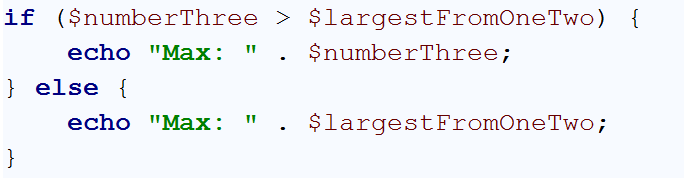 if ($numberThree > $largestFromOneTwo) {
    echo "Max: " . $numberThree;
} else {
    echo "Max: " . $largestFromOneTwo;
}